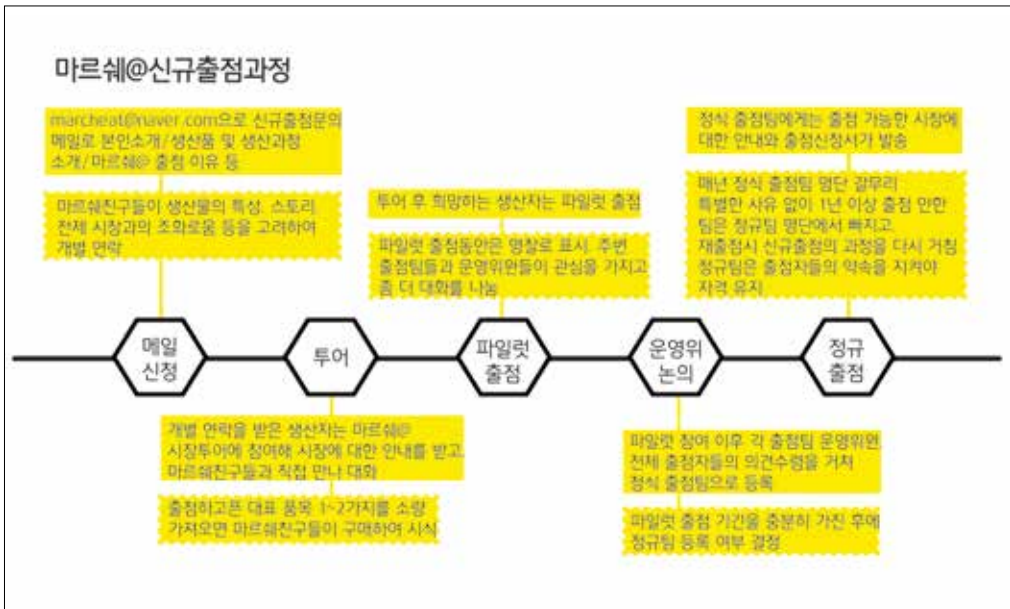 마르쉐@신규출점과정
marcheat@naver.com으로 신규출점문의
메일로 본인소개/생산품 및 생산과정
소개/마르쉐@ 출점 이유 등
마르쉐친구들이 생산물의 특성, 스토리
전체 시장과의 조화로움 등을 고려하여
개별 연락
투어 후 희망하는 생산자는 파일럿 출점
파일럿 출점동안은 명찰로 표시. 주변
출점팀들과 운영위원들이 관심을 가지고
좀 더 대화를 나눔
정식 출점팀에게는 출점 가능한 시장에
대한 안내와 출점신청서가 발송
매년 정식 출점팀 명단 갈무리
특별한 사유 없이 1년 이상 출점 안한
팀은 정규팀 명단에서 빠지고,
재출점시 신규출점의 과정을 다시 거침
정규팀은 출점자들의 약속을 지켜야
자격 유지
메일
신청
투어
파일럿
출점
운영위
논의
정규
출점
개별 연락을 받은 생산자는 마르쉐@
시장투어에 참여해 시장에 대한 안내를 받고,
마르쉐친구들과 직접 만나 대화
출점하고픈 대표 품목 1~2가지를 소량
가져오면 마르쉐친구들이 구매하여 시식
파일럿 참여 이후 각 출점팀 운영위원
전체 출점자들의 의견수렴을 거쳐
정식 출점팀으로 등록
파일럿 출점 기간을 충분히 가진 후에
정규팀 등록 여부 결정